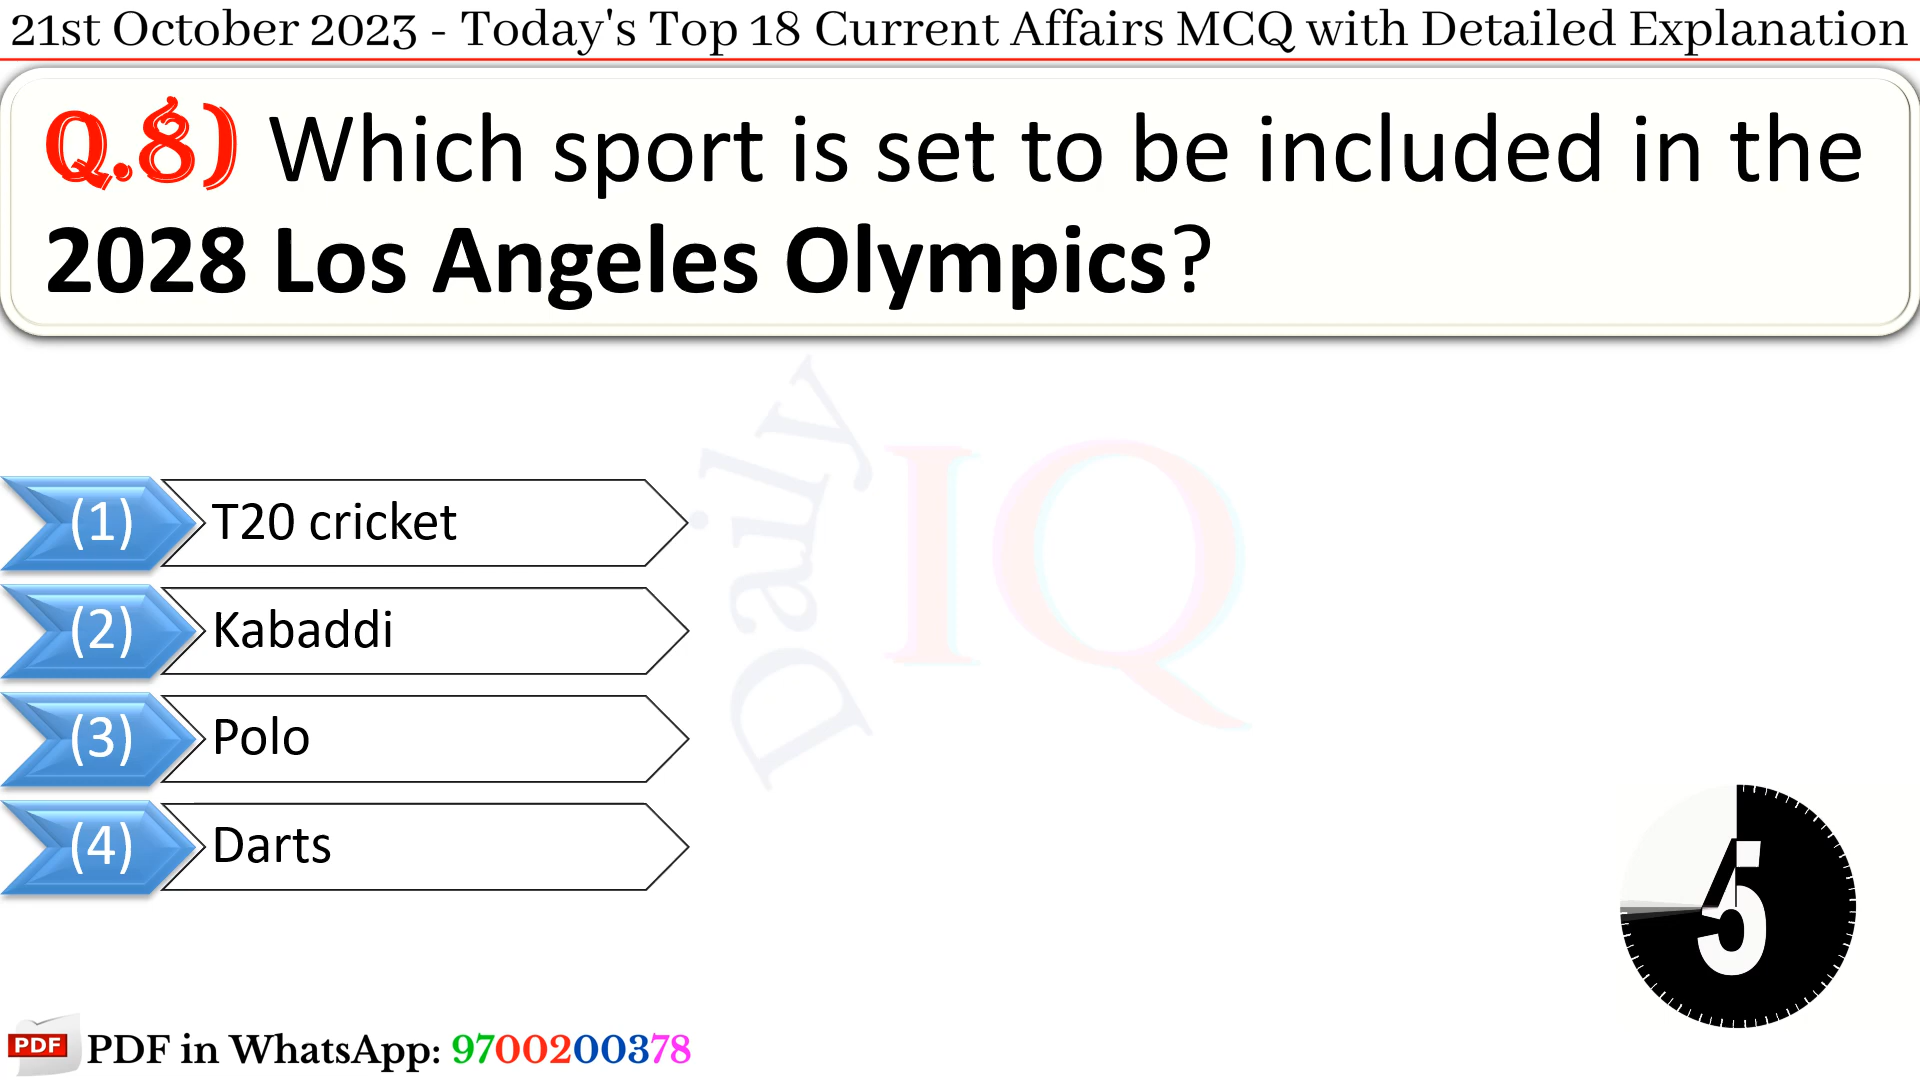 21st October 2023 - Today's Top 18 Current Affairs MCQ with Detailed Explanation
Q.8) Which sport is set to be included in the
2028 Los Angeles Olympics?
Daily IQ
(1) T20 cricket
(2) Kabaddi
(3) Polo
(4) Darts
5
PDF PDF in WhatsApp: 9700200378